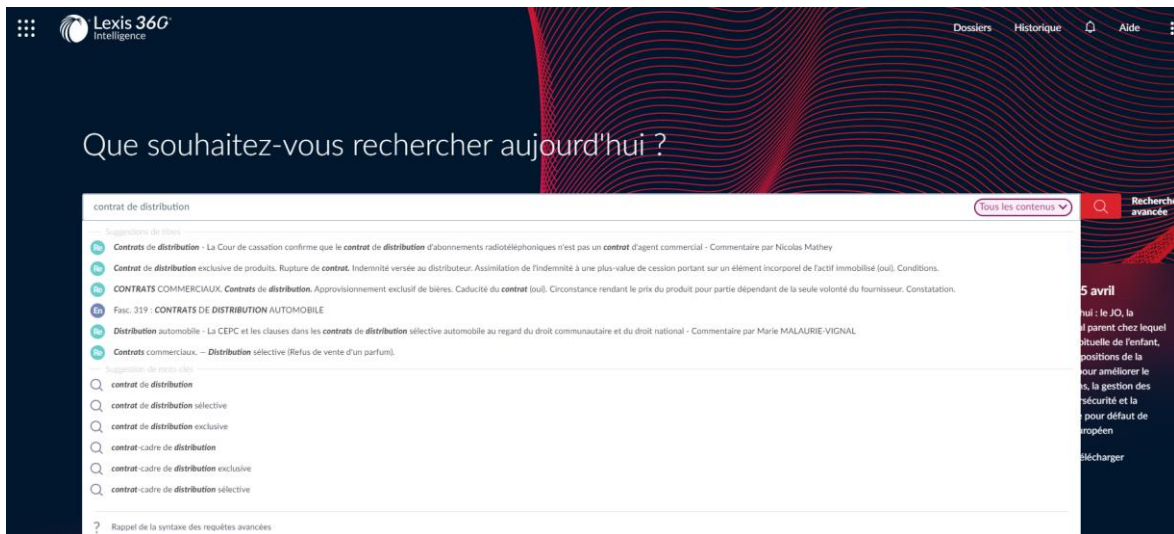 Lexis 360
Intelligence
Dossiers Historique Aide
Que souhaitez-vous rechercher aujourd'hui ?
contrat de distribution
Tous les contenus
Recherche
avancée
Suggestions de titres
Re Contrats de distribution - La Cour de cassation confirme que le contrat de distribution d'abonnements radiotéléphoniques n'est pas un contrat d'agent commercial - Commentaire par Nicolas Mathey
Re Contrat de distribution exclusive de produits. Rupture de contrat. Indemnité versée au distributeur. Assimilation de l'indemnité à une plus-value de cession portant sur un élément incorporel de l'actif immobilisé (oui). Conditions.
Re CONTRATS COMMERCIAUX. Contrats de distribution. Approvisionnement exclusif de bières. Caducité du contrat (oui). Circonstance rendant le prix du produit pour partie dépendant de la seule volonté du fournisseur. Constatation.
En Fasc. 319 : CONTRATS DE DISTRIBUTION AUTOMOBILE
Re Distribution automobile - La CEPC et les clauses dans les contrats de distribution sélective automobile au regard du droit communautaire et du droit national - Commentaire par Marie MALAURIE-VIGNAL
Re Contrats commerciaux. — Distribution sélective (Refus de vente d'un parfum).
Suggestion de mots-clés
contrat de distribution
contrat de distribution sélective
contrat de distribution exclusive
contrat-cadre de distribution
contrat-cadre de distribution exclusive
contrat-cadre de distribution sélective
? Rappel de la syntaxe des requêtes avancées
5 avril
hui : le JO, la
l parent chez lequel
bituelle de l'enfant,
positions de la
our améliorer le
s, la gestion des
rsécurité et la
pour défaut de
uropéen
élécharger